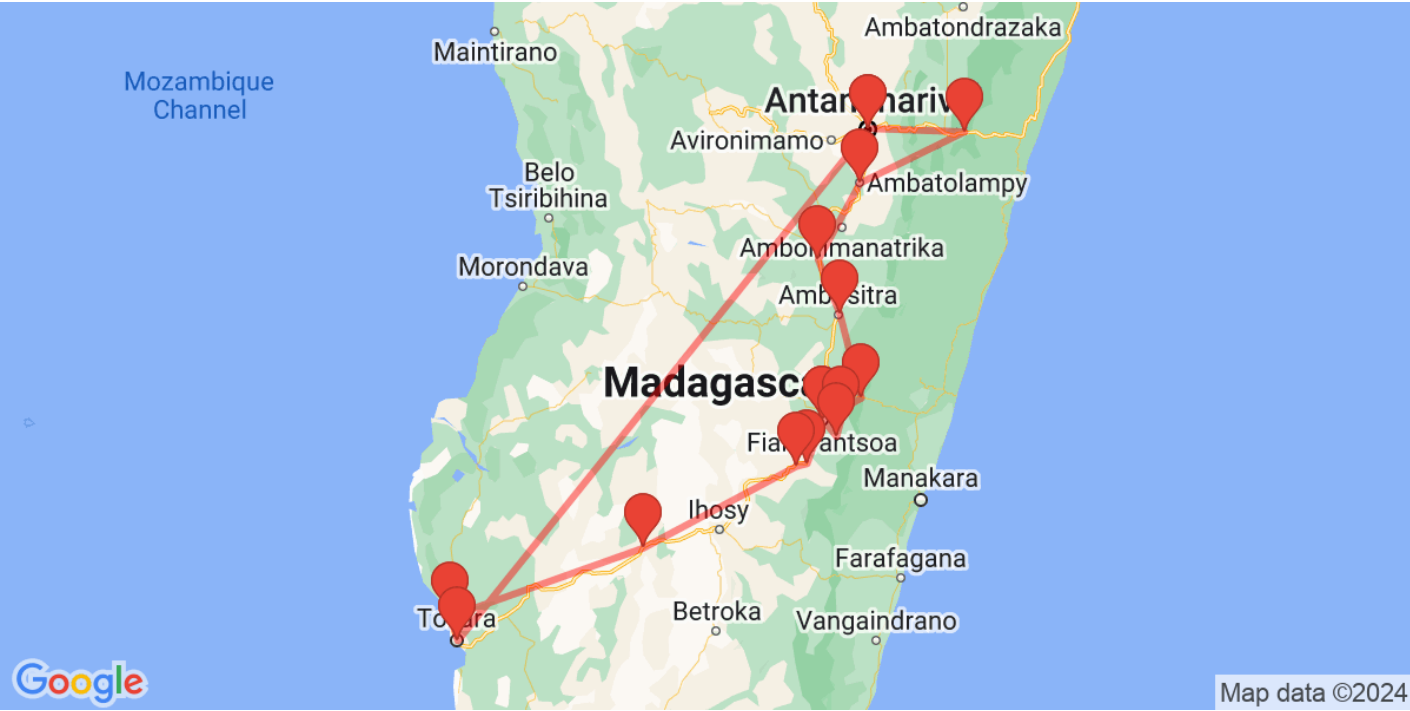 Ambatondrazaka
Maintirano
Mozambique
Channel
Antananarivo
Avironimamo
Belo
Tsiribihina
Ambatolampy
Ambohimanatrika
Morondava
Ambositra
Madagascar
Fianarantsoa
Manakara
Ihosy
Farafagana
Toliara
Betroka
Vangaindrano
Google
Map data ©2024